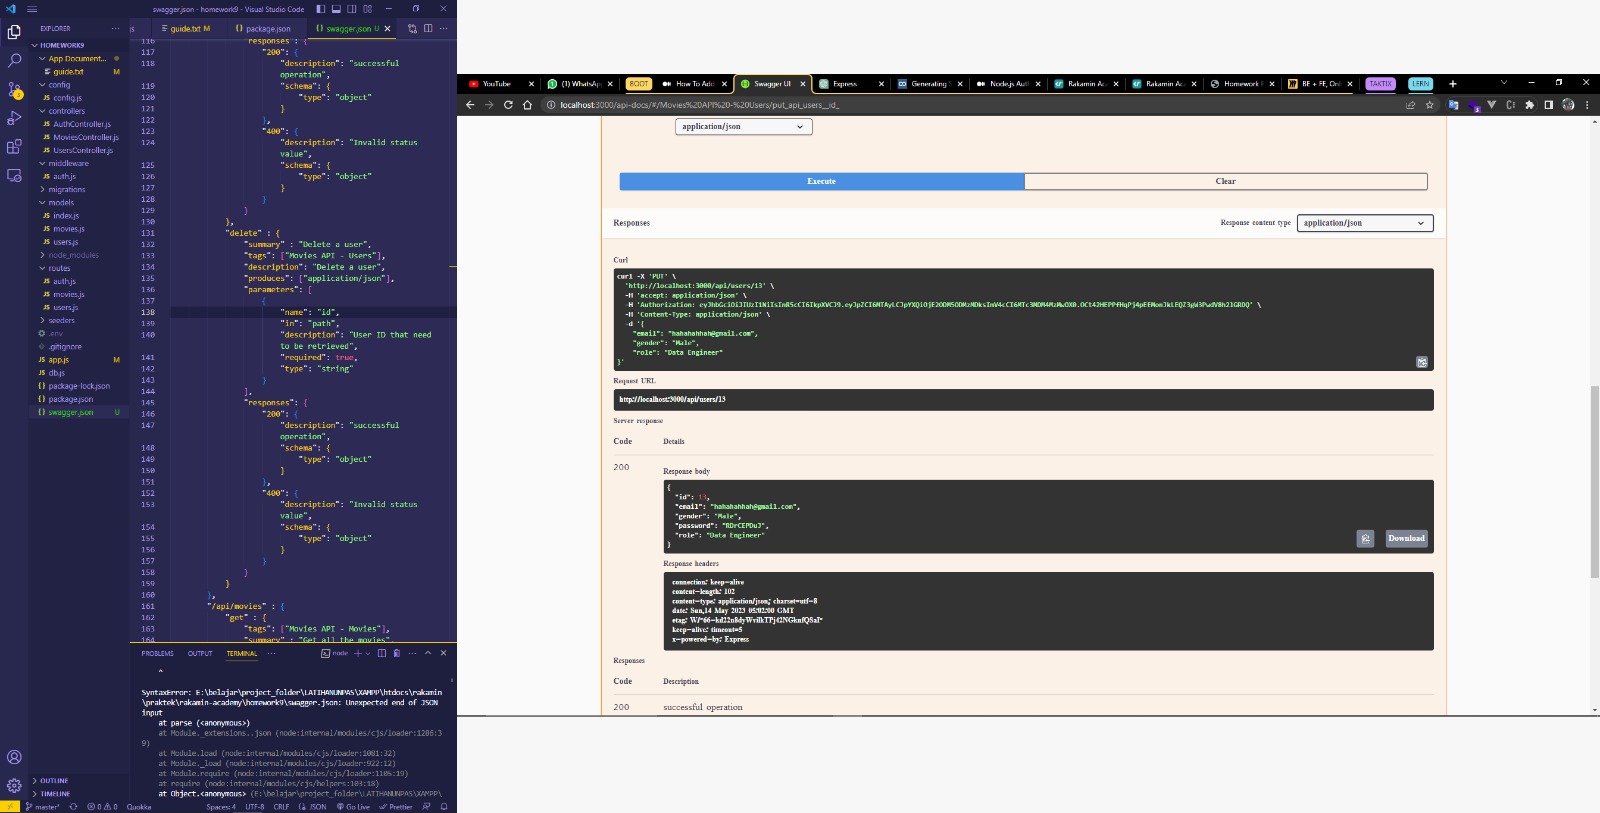 swagger.json - homework9 - Visual Studio Code
EXPLORER
HOMEWORK9
App Document...
guide.txt M
config
config.js
controllers
AuthController.js
MoviesController.js
UsersController.js
middleware
auth.js
migrations
models
index.js
movies.js
users.js
node_modules
routes
auth.js
movies.js
users.js
seeders
.env
.gitignore
app.js M
db.js
package-lock.json
package.json
swagger.json U
OUTLINE
TIMELINE
js guide.txt M package.json swagger.json U
116 "responses": {
117 "200": {
118 "description": "successful
operation",
119 "schema": {
120 "type": "object"
121 }
122 },
123 "400": {
124 "description": "Invalid status
value",
125 "schema": {
126 "type": "object"
127 }
128 }
129 }
130 },
131 "delete" : {
132 "summary" : "Delete a user",
133 "tags": ["Movies API - Users"],
134 "description": "Delete a user",
135 "produces": ["application/json"],
136 "parameters": [
137 {
138 "name": "id",
139 "in": "path",
140 "description": "User ID that need
to be retrieved",
141 "required": true,
142 "type": "string"
143 }
144 ],
145 "responses": {
146 "200": {
147 "description": "successful
operation",
148 "schema": {
149 "type": "object"
150 }
151 },
152 "400": {
153 "description": "Invalid status
value",
154 "schema": {
155 "type": "object"
156 }
157 }
158 }
159 }
160 },
161 "/api/movies" : {
162 "get" : {
163 "tags": ["Movies API - Movies"],
164 "summary" : "Get all the movies",
PROBLEMS OUTPUT TERMINAL ... node
^
SyntaxError: E:\belajar\project_folder\LATIHANUNPAS\XAMPP\htdocs\rakamin
\praktek\rakamin-academy\homework9\swagger.json: Unexpected end of JSON
input
at parse (<anonymous>)
at Module._extensions..json (node:internal/modules/cjs/loader:1286:3
9)
at Module.load (node:internal/modules/cjs/loader:1081:32)
at Module._load (node:internal/modules/cjs/loader:922:12)
at Module.require (node:internal/modules/cjs/loader:1105:19)
at require (node:internal/modules/cjs/helpers:103:18)
at Object.<anonymous> (E:\belajar\project_folder\LATIHANUNPAS\XAMPP\
master* 0 0 Quokka Spaces: 4 UTF-8 CRLF JSON Go Live Prettier
YouTube (1) WhatsApp BOOT How To Add Swagger UI Express Generating S Node.js Auth Rakamin Ac Rakamin Ac Homework BE + FE, Onl TAKTIX LERN
localhost:3000/api-docs/#/Movies%20API%20-%20Users/put_api_users__id_
application/json
Execute Clear
Responses Response content type application/json
Curl
curl -X 'PUT' \
'http://localhost:3000/api/users/13' \
-H 'accept: application/json' \
-H 'Content-Type: application/json' \
-d '{
"email": "hahahahhah@gmail.com",
"gender": "Male",
"role": "Data Engineer"
}'
Request URL
http://localhost:3000/api/users/13
Server response
Code Details
200
Response body
{
"id": 13,
"email": "hahahahhah@gmail.com",
"gender": "Male",
"password": "RDrCEPDuJ",
"role": "Data Engineer"
}
Download
Response headers
connection: keep-alive
content-length: 102
content-type: application/json; charset=utf-8
date: Sun,14 May 2023 05:02:00 GMT
keep-alive: timeout=5
x-powered-by: Express
Responses
Code Description
200 successful operation